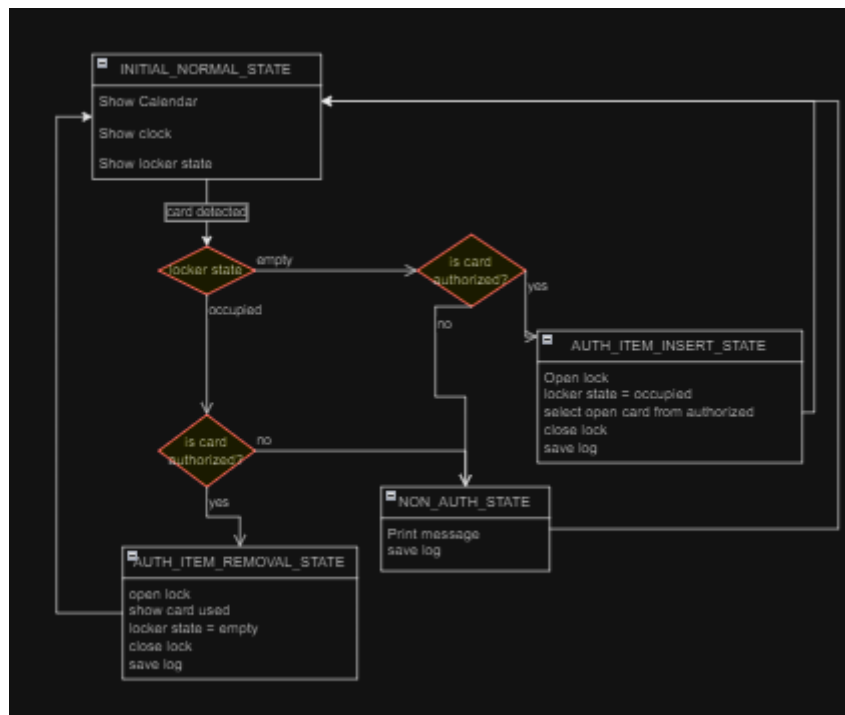 INITIAL_NORMAL_STATE
Show Calendar
Show clock
Show locker state
card detected
locker state
empty
is card
authorized?
yes
no
occupied
AUTH_ITEM_INSERT_STATE
Open lock
locker state = occupied
select open card from authorized
close lock
save log
is card
authorized?
no
yes
NON_AUTH_STATE
Print message
save log
AUTH_ITEM_REMOVAL_STATE
open lock
show card used
locker state = empty
close lock
save log